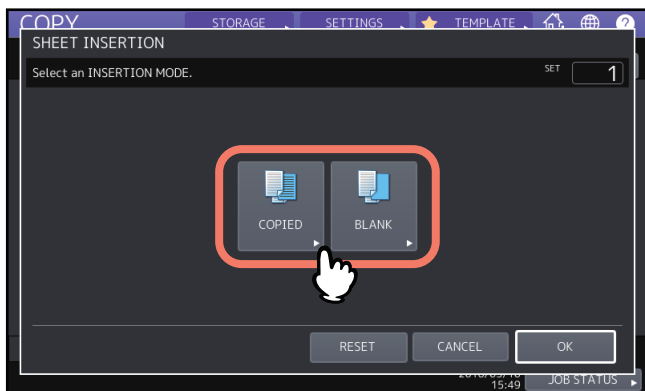 COPY STORAGE SETTINGS TEMPLATE ?
SHEET INSERTION
Select an INSERTION MODE. SET 1
COPIED BLANK
RESET CANCEL OK
15:49 JOB STATUS